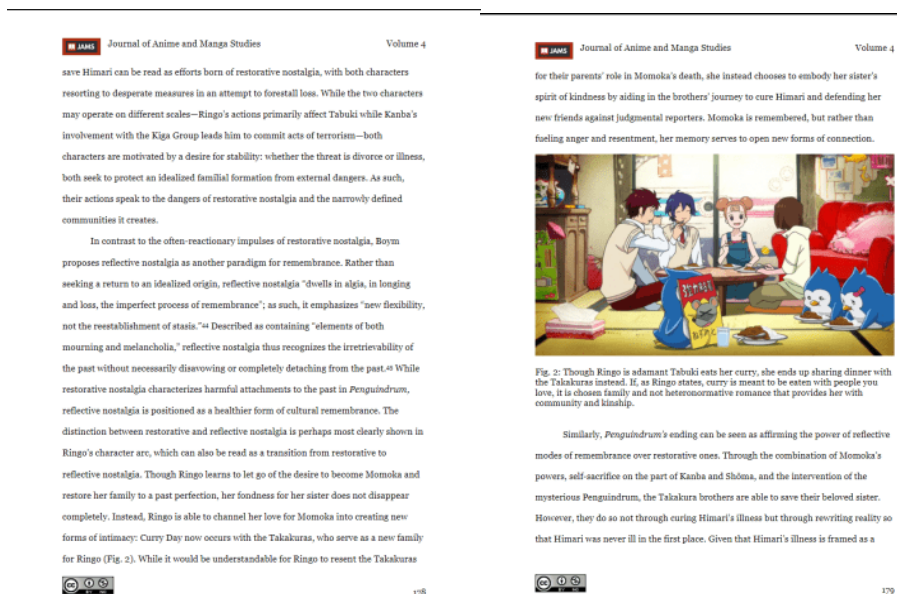 JAMS Journal of Anime and Manga Studies Volume 4
save Himari can be read as efforts born of restorative nostalgia, with both characters
resorting to desperate measures in an attempt to forestall loss. While the two characters
may operate on different scales—Ringo's actions primarily affect Tabuki while Kanba's
involvement with the Kiga Group leads him to commit acts of terrorism—both
characters are motivated by a desire for stability: whether the threat is divorce or illness,
both seek to protect an idealized familial formation from external dangers. As such,
their actions speak to the dangers of restorative nostalgia and the narrowly defined
communities it creates.
In contrast to the often-reactionary impulses of restorative nostalgia, Boym
proposes reflective nostalgia as another paradigm for remembrance. Rather than
seeking a return to an idealized origin, reflective nostalgia "dwells in algia, in longing
and loss, the imperfect process of remembrance"; as such, it emphasizes "new flexibility,
not the reestablishment of stasis."44 Described as containing "elements of both
mourning and melancholia," reflective nostalgia thus recognizes the irretrievability of
the past without necessarily disavowing or completely detaching from the past.45 While
restorative nostalgia characterizes harmful attachments to the past in Penguindrum,
reflective nostalgia is positioned as a healthier form of cultural remembrance. The
distinction between restorative and reflective nostalgia is perhaps most clearly shown in
Ringo's character arc, which can also be read as a transition from restorative to
reflective nostalgia. Though Ringo learns to let go of the desire to become Momoka and
restore her family to a past perfection, her fondness for her sister does not disappear
completely. Instead, Ringo is able to channel her love for Momoka into creating new
forms of intimacy: Curry Day now occurs with the Takakuras, who serve as a new family
for Ringo (Fig. 2). While it would be understandable for Ringo to resent the Takakuras
CC BY NC
178
JAMS Journal of Anime and Manga Studies Volume 4
for their parents' role in Momoka's death, she instead chooses to embody her sister's
spirit of kindness by aiding in the brothers' journey to cure Himari and defending her
new friends against judgmental reporters. Momoka is remembered, but rather than
fueling anger and resentment, her memory serves to open new forms of connection.
Fig. 2: Though Ringo is adamant Tabuki eats her curry, she ends up sharing dinner with
the Takakuras instead. If, as Ringo states, curry is meant to be eaten with people you
love, it is chosen family and not heteronormative romance that provides her with
community and kinship.
Similarly, Penguindrum's ending can be seen as affirming the power of reflective
modes of remembrance over restorative ones. Through the combination of Momoka's
powers, self-sacrifice on the part of Kanba and Shōma, and the intervention of the
mysterious Penguindrum, the Takakura brothers are able to save their beloved sister.
However, they do so not through curing Himari's illness but through rewriting reality so
that Himari was never ill in the first place. Given that Himari's illness is framed as a
CC BY NC
179